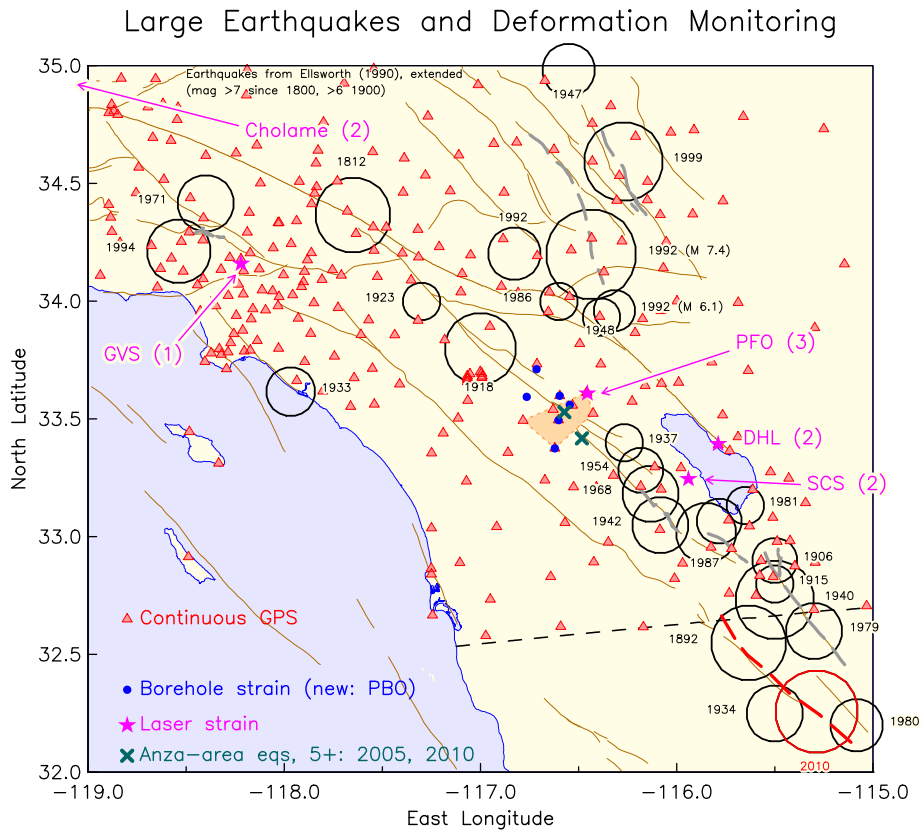 Large Earthquakes and Deformation Monitoring
35.0
Earthquakes from Ellsworth (1990), extended
(mag >7 since 1800, >6 1900)
1947
Cholame (2)
1812
1999
34.5
1971
1992
1994
1992 (M 7.4)
1923
1986
34.0
1992 (M 6.1)
1948
PFO (3)
GVS (1)
1918
1933
33.5
1937
DHL (2)
1954
1968
SCS (2)
1981
1942
33.0
1987
1906
1915
1940
Continuous GPS
1979
1892
32.5
Borehole strain (new: PBO)
1934
Laser strain
1980
Anza-area eqs, 5+: 2005, 2010
2010
32.0
-119.0
-118.0
-117.0
-116.0
-115.0
East Longitude
North Latitude